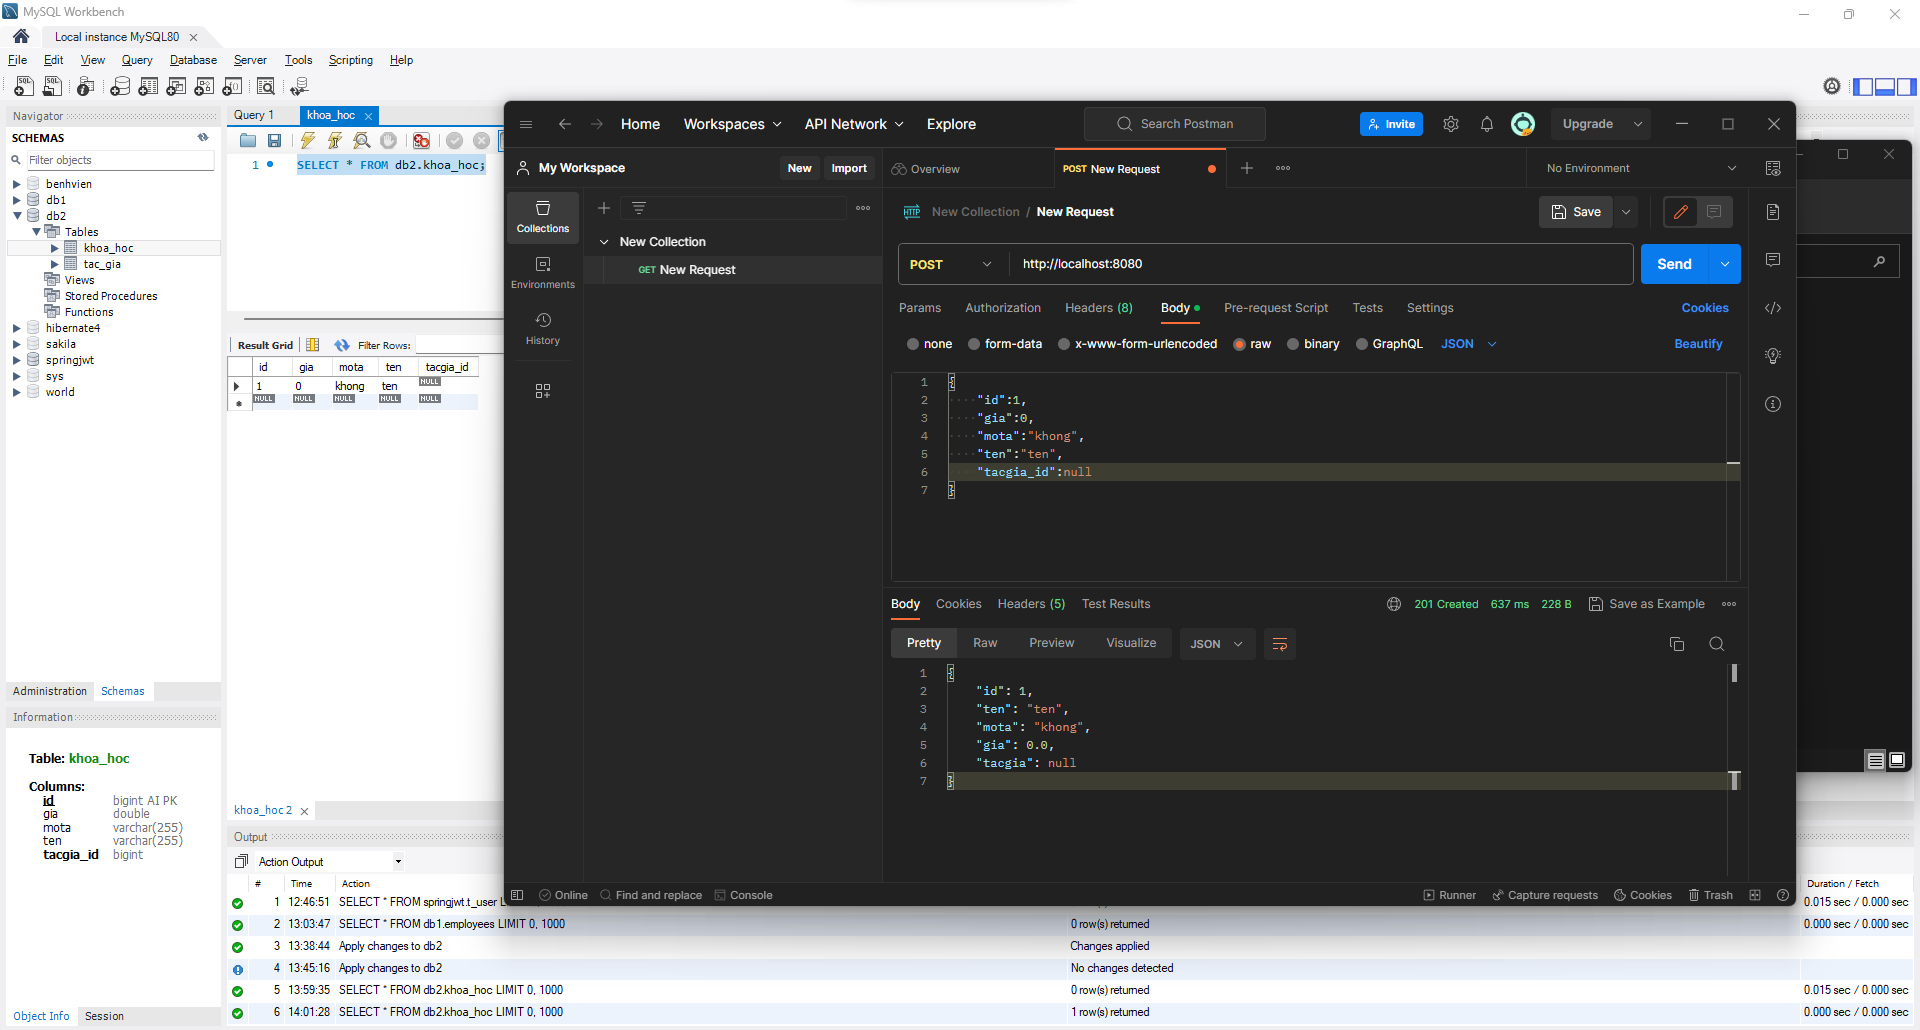 MySQL Workbench
Local instance MySQL80
File Edit View Query Database Server Tools Scripting Help
Navigator
SCHEMAS
Filter objects
benhvien
db1
db2
Tables
khoa_hoc
tac_gia
Views
Stored Procedures
Functions
hibernate4
sakila
springjwt
sys
world
Administration Schemas
Information
Table: khoa_hoc
Columns:
id bigint AI PK
gia double
mota varchar(255)
ten varchar(255)
tacgia_id bigint
Object Info Session
Query 1 khoa_hoc
1 SELECT * FROM db2.khoa_hoc;
Result Grid Filter Rows:
id gia mota ten tacgia_id
1 0 khong ten NULL
NULL NULL NULL NULL NULL
khoa_hoc 2
Output
Action Output
# Time Action Duration / Fetch
1 12:46:51 SELECT * FROM springjwt.t_user L 0.015 sec / 0.000 sec
2 13:03:47 SELECT * FROM db1.employees LIMIT 0, 1000 0 row(s) returned 0.000 sec / 0.000 sec
3 13:38:44 Apply changes to db2 Changes applied
4 13:45:16 Apply changes to db2 No changes detected
5 13:59:35 SELECT * FROM db2.khoa_hoc LIMIT 0, 1000 0 row(s) returned 0.015 sec / 0.000 sec
6 14:01:28 SELECT * FROM db2.khoa_hoc LIMIT 0, 1000 1 row(s) returned 0.000 sec / 0.000 sec
Home Workspaces API Network Explore Search Postman Invite Upgrade
My Workspace New Import
Overview POST New Request No Environment
Collections
Environments
History
New Collection
GET New Request
HTTP New Collection / New Request Save
POST http://localhost:8080 Send
Params Authorization Headers (8) Body Pre-request Script Tests Settings Cookies
none form-data x-www-form-urlencoded raw binary GraphQL JSON Beautify
1 {
2 "id":1,
3 "gia":0,
4 "mota":"khong",
5 "ten":"ten",
6 "tacgia_id":null
7 }
Body Cookies Headers (5) Test Results 201 Created 637 ms 228 B Save as Example
Pretty Raw Preview Visualize JSON
1 {
2 "id": 1,
3 "ten": "ten",
4 "mota": "khong",
5 "gia": 0.0,
6 "tacgia": null
7 }
Online Find and replace Console Runner Capture requests Cookies Trash